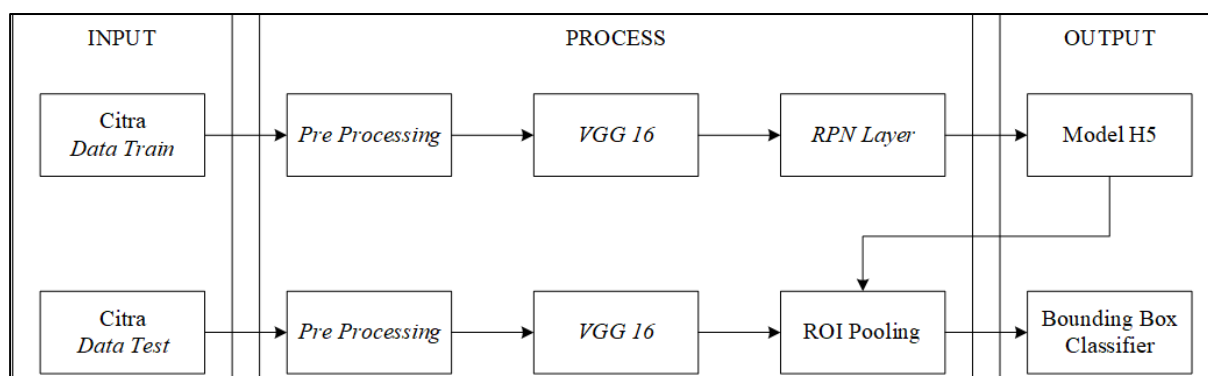 INPUT
PROCESS
OUTPUT
Citra
Data Train
Pre Processing
VGG 16
RPN Layer
Model H5
Citra
Data Test
Pre Processing
VGG 16
ROI Pooling
Bounding Box
Classifier